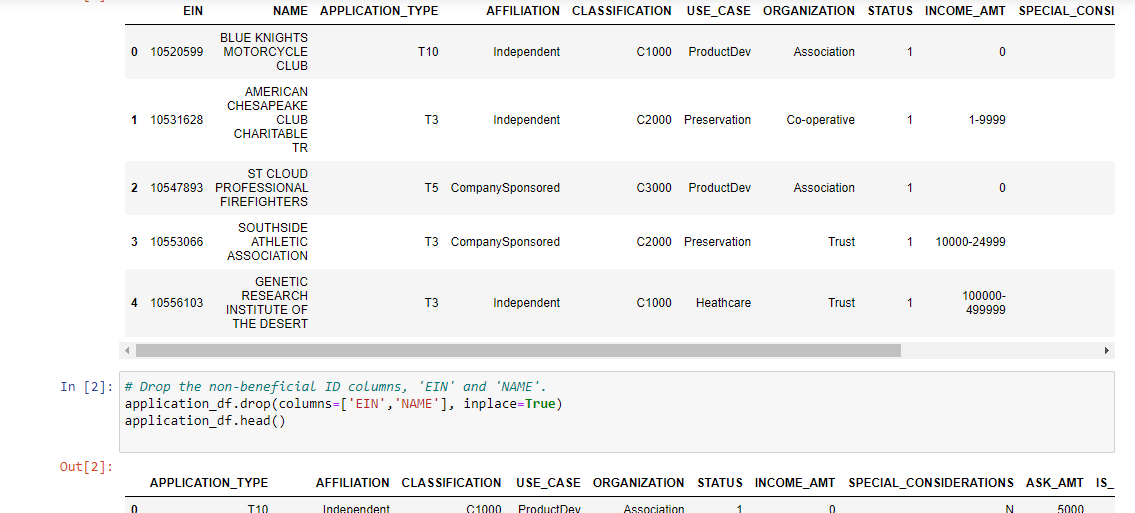 EIN NAME APPLICATION_TYPE AFFILIATION CLASSIFICATION USE_CASE ORGANIZATION STATUS INCOME_AMT SPECIAL_CONSI
BLUE KNIGHTS
0 10520599 MOTORCYCLE T10 Independent C1000 ProductDev Association 1 0
CLUB
AMERICAN
CHESAPEAKE
1 10531628 CLUB T3 Independent C2000 Preservation Co-operative 1 1-9999
CHARITABLE
TR
ST CLOUD
2 10547893 PROFESSIONAL T5 CompanySponsored C3000 ProductDev Association 1 0
FIREFIGHTERS
SOUTHSIDE
3 10553066 ATHLETIC T3 CompanySponsored C2000 Preservation Trust 1 10000-24999
ASSOCIATION
GENETIC
RESEARCH 100000-
4 10556103 T3 Independent C1000 Heathcare Trust 1
INSTITUTE OF 499999
THE DESERT
In [2]: # Drop the non-beneficial ID columns, 'EIN' and 'NAME'.
application_df.drop(columns=['EIN','NAME'], inplace=True)
application_df.head()
Out[2]:
APPLICATION_TYPE AFFILIATION CLASSIFICATION USE_CASE ORGANIZATION STATUS INCOME_AMT SPECIAL_CONSIDERATIONS ASK_AMT IS_
0 T10 Independent C1000 ProductDev Association 1 0 N 5000